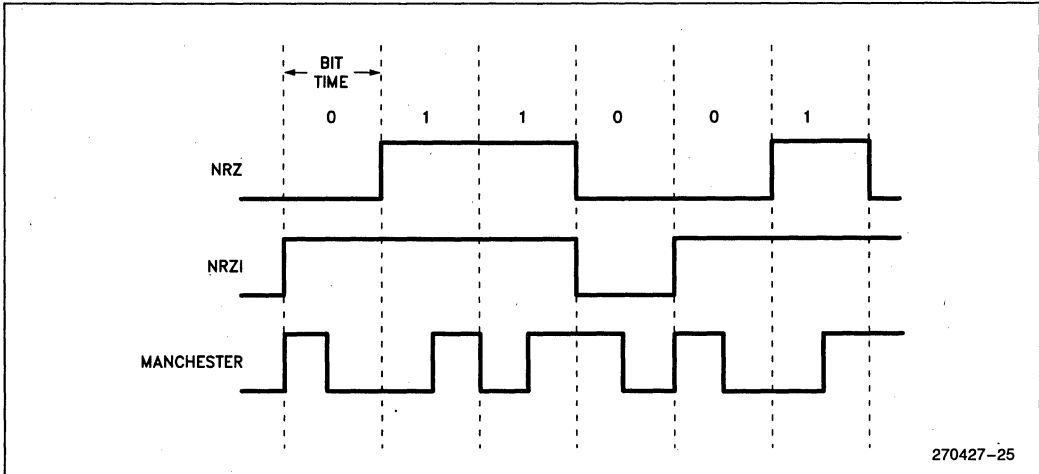 BIT
TIME
0 1 1 0 0 1
NRZ
NRZI
MANCHESTER
270427-25